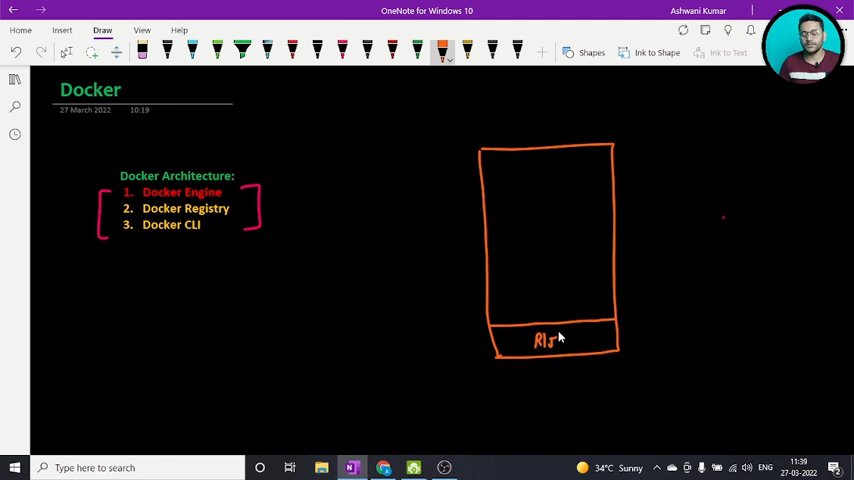 OneNote for Windows 10
Ashwani Kumar
Home Insert Draw View Help
Shapes
Ink to Shape
Ink to Text
Docker
27 March 2022 10:19
Docker Architecture:
1. Docker Engine
2. Docker Registry
3. Docker CLI
Type here to search
34°C Sunny
ENG
11:39
27-03-2022
2